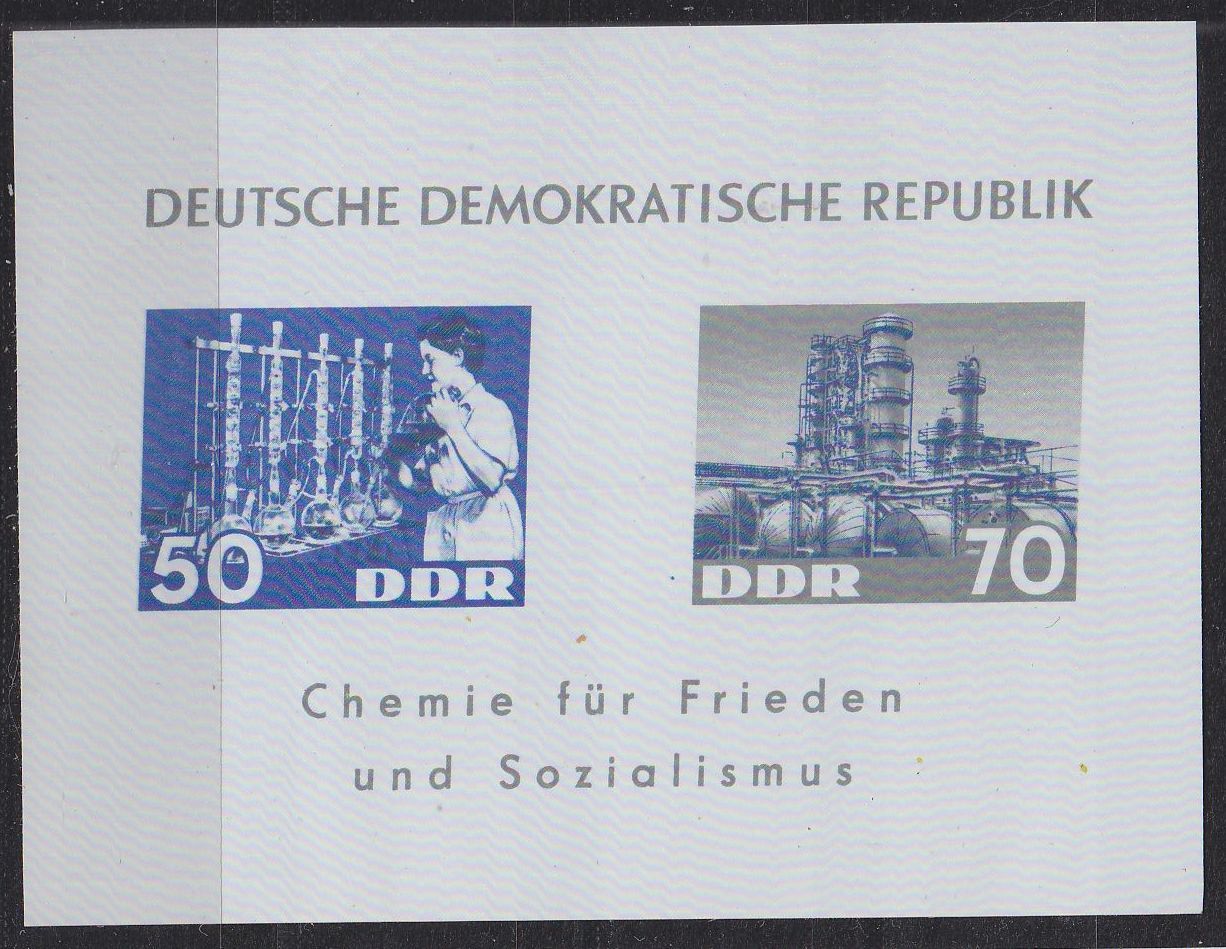 DEUTSCHE DEMOKRATISCHE REPUBLIK
50 DDR
DDR 70
Chemie für Frieden
und Sozialismus